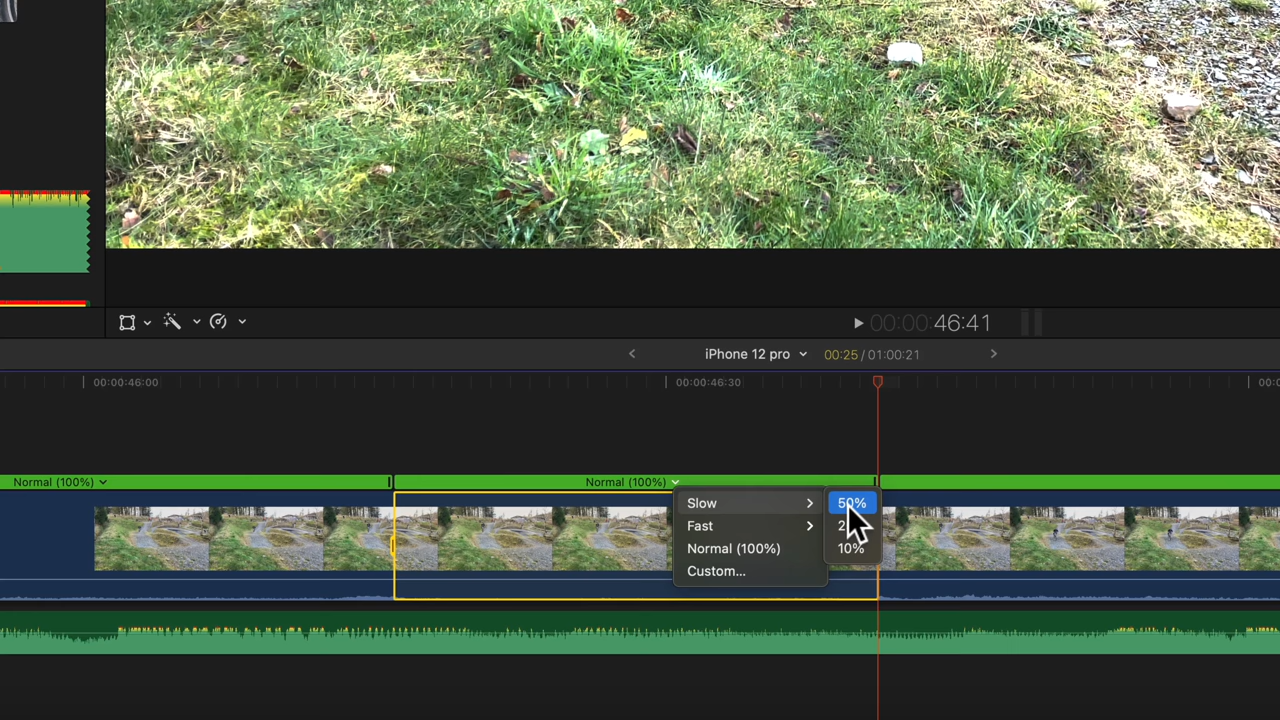 00:00:46:41
iPhone 12 pro
00:25 / 01:00:21
00:00:46:00
00:00:46:30
Normal (100%)
Normal (100%)
Slow
50%
Fast
Normal (100%)
10%
Custom...